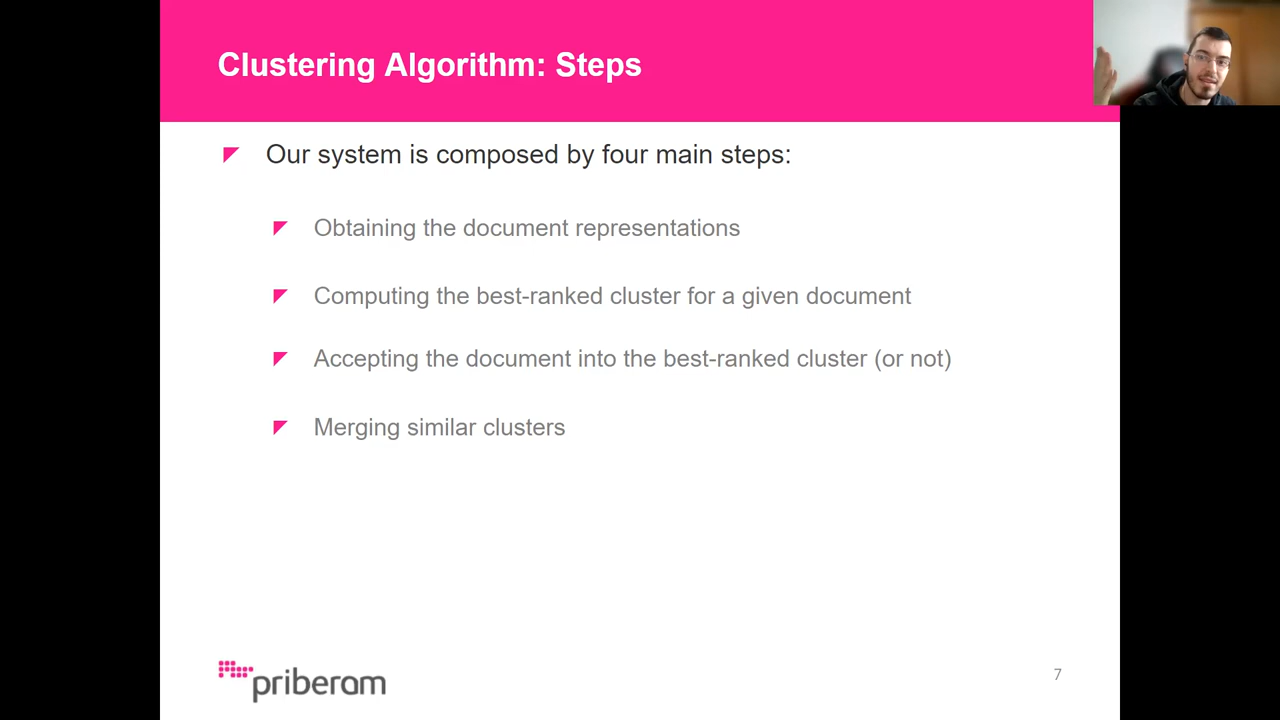 Clustering Algorithm: Steps
Our system is composed by four main steps:
Obtaining the document representations
Computing the best-ranked cluster for a given document
Accepting the document into the best-ranked cluster (or not)
Merging similar clusters
priberam
7